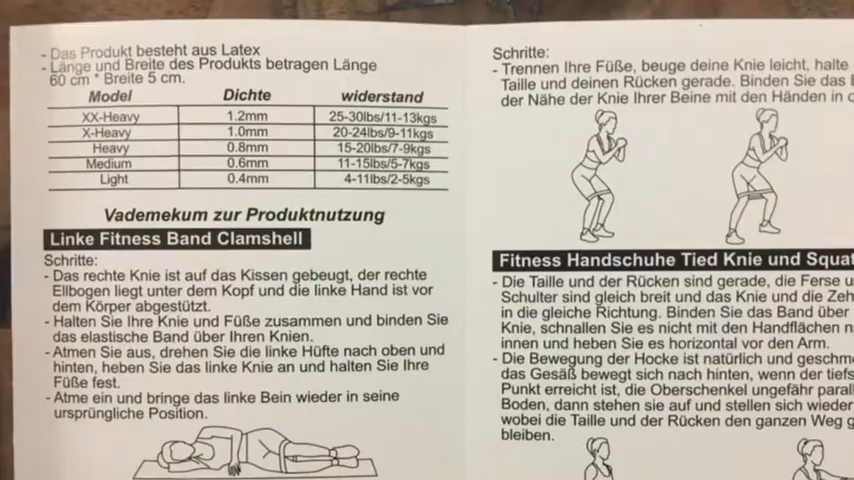 - Das Produkt besteht aus Latex
- Länge und Breite des Produkts betragen Länge
60 cm * Breite 5 cm.
Model Dichte widerstand
XX-Heavy 1.2mm 25-30lbs/11-13kgs
X-Heavy 1.0mm 20-24lbs/9-11kgs
Heavy 0.8mm 15-20lbs/7-9kgs
Medium 0.6mm 11-15lbs/5-7kgs
Light 0.4mm 4-11lbs/2-5kgs
Vademekum zur Produktnutzung
Linke Fitness Band Clamshell
Schritte:
- Das rechte Knie ist auf das Kissen gebeugt, der rechte
Ellbogen liegt unter dem Kopf und die linke Hand ist vor
dem Körper abgestützt.
- Halten Sie Ihre Knie und Füße zusammen und binden Sie
das elastische Band über Ihren Knien.
- Atmen Sie aus, drehen Sie die linke Hüfte nach oben und
hinten, heben Sie das linke Knie an und halten Sie Ihre
Füße fest.
- Atme ein und bringe das linke Bein wieder in seine
ursprüngliche Position.
Schritte:
- Trennen Ihre Füße, beuge deine Knie leicht, halte
Taille und deinen Rücken gerade. Binden Sie das
der Nähe der Knie Ihrer Beine mit den Händen in
Fitness Handschuhe Tied Knie und Squat
- Die Taille und der Rücken sind gerade, die Ferse
Schulter sind gleich breit und das Knie und die Zeh
in die gleiche Richtung. Binden Sie das Band über
Knie, schnallen Sie es nicht mit den Handflächen
innen und heben Sie es horizontal vor den Arm.
- Die Bewegung der Hocke ist natürlich und geschm
das Gesäß bewegt sich nach hinten, wenn der tiefs
Punkt erreicht ist, die Oberschenkel ungefähr paral
Boden, dann stehen sie auf und stellen sich wieder
wobei die Taille und der Rücken den ganzen Weg
bleiben.